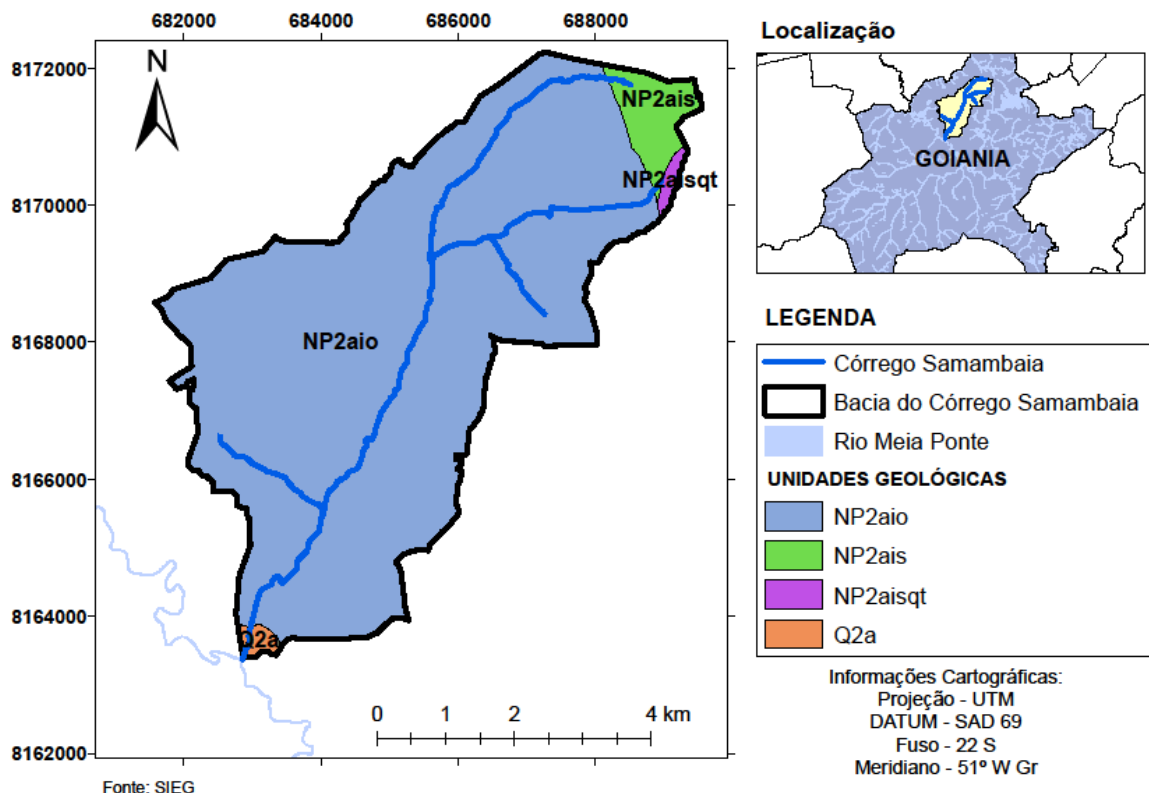 682000 684000 686000 688000
8172000
8170000
8168000
8166000
8164000
8162000
N
NP2ais
NP2aisqt
NP2aio
Q2a
0 1 2 4 km
Fonte: SIEG
Localização
GOIANIA
LEGENDA
Córrego Samambaia
Bacia do Córrego Samambaia
Rio Meia Ponte
UNIDADES GEOLÓGICAS
NP2aio
NP2ais
NP2aisqt
Q2a
Informações Cartográficas:
Projeção - UTM
DATUM - SAD 69
Fuso - 22 S
Meridiano - 51º W Gr